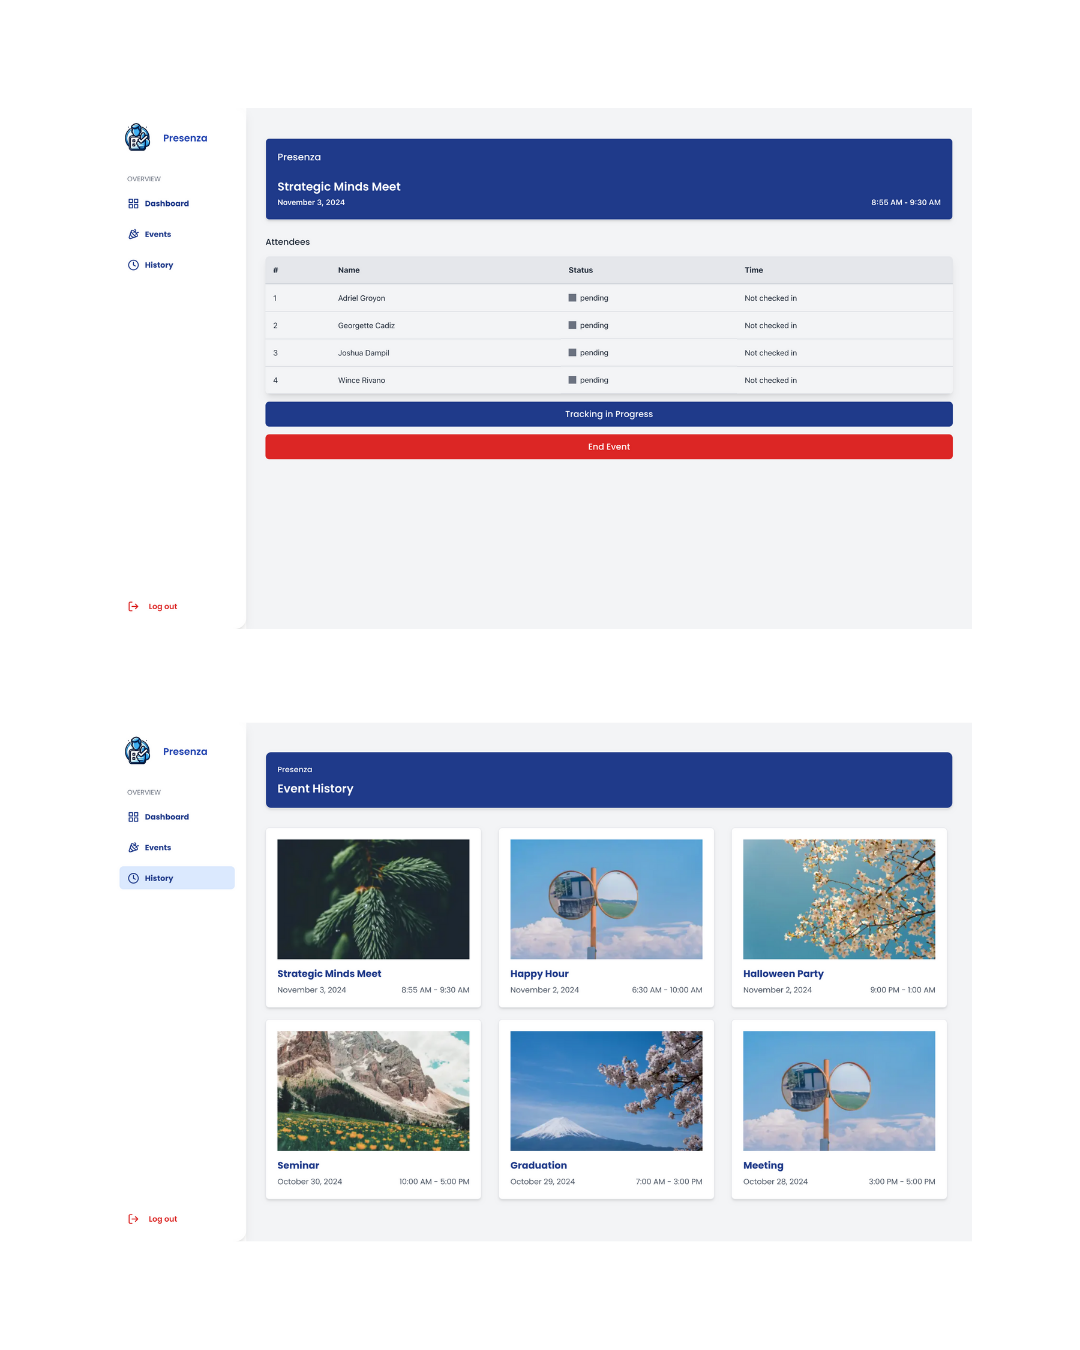 Presenza
OVERVIEW
Dashboard
Events
History
Log out
Presenza
Strategic Minds Meet
November 3, 2024 8:55 AM - 9:30 AM
Attendees
# Name Status Time
1 Adriel Groyon pending Not checked in
2 Georgette Cadiz pending Not checked in
3 Joshua Dampil pending Not checked in
4 Wince Rivano pending Not checked in
Tracking in Progress
End Event
Presenza
OVERVIEW
Dashboard
Events
History
Log out
Presenza
Event History
Strategic Minds Meet
November 3, 2024 8:55 AM - 9:30 AM
Happy Hour
November 2, 2024 6:30 AM - 10:00 AM
Halloween Party
November 2, 2024 9:00 PM - 1:00 AM
Seminar
October 30, 2024 10:00 AM - 5:00 PM
Graduation
October 29, 2024 7:00 AM - 3:00 PM
Meeting
October 28, 2024 3:00 PM - 5:00 PM